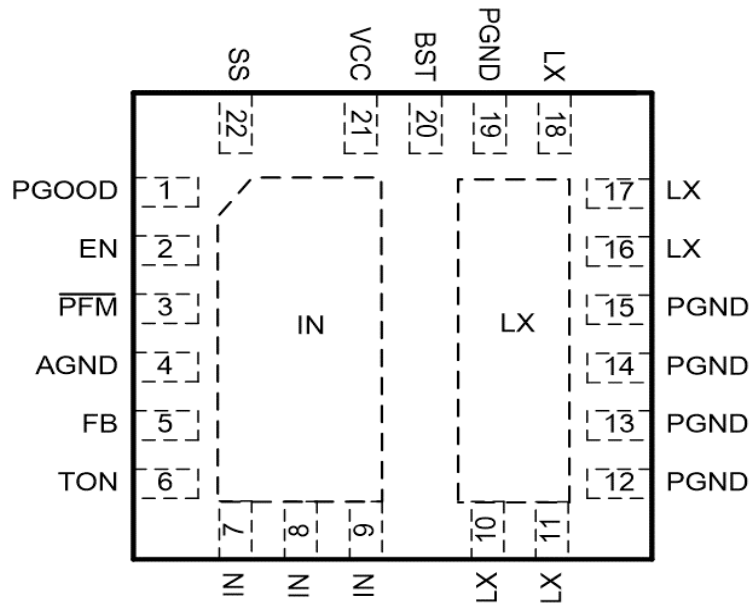 SS VCC BST PGND LX
22 21 20 19 18
PGOOD 1 17 LX
EN 2 16 LX
PFM 3 15 PGND
IN LX
AGND 4 14 PGND
FB 5 13 PGND
TON 6 12 PGND
7 8 9 10 11
IN IN IN LX LX